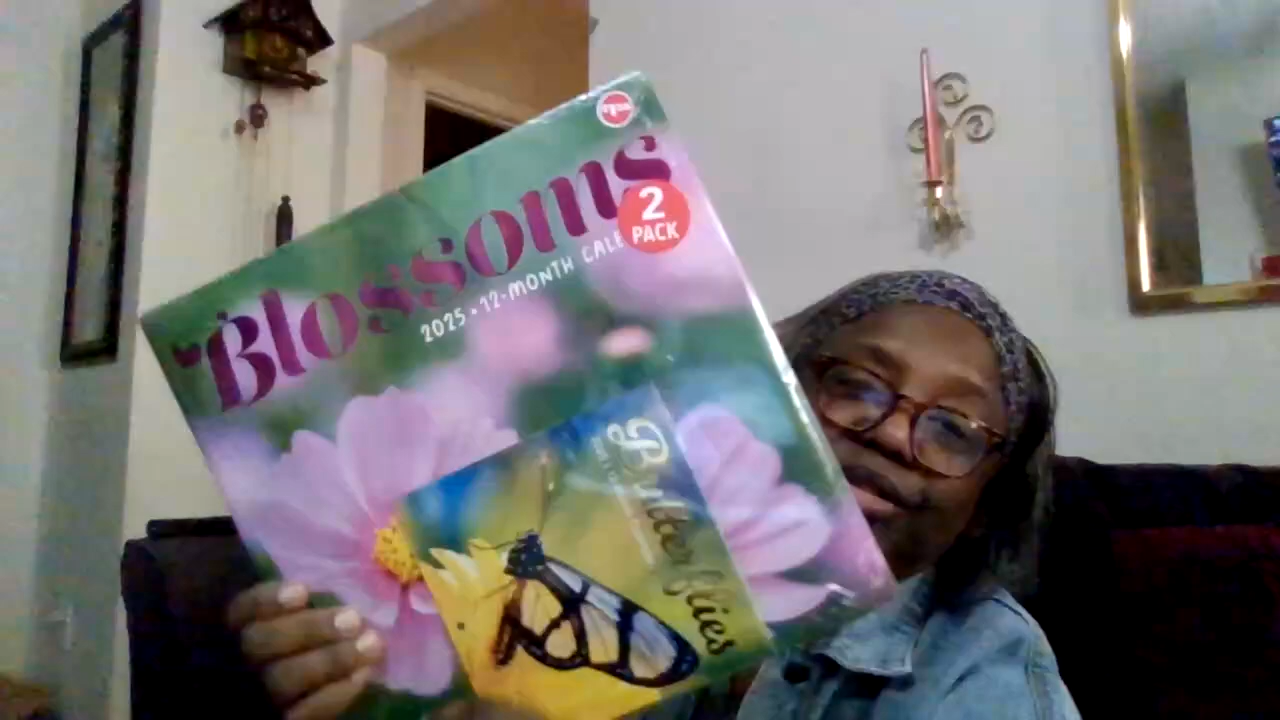 Blossoms
2025 • 12-MONTH CALE
2
PACK
Butterflies